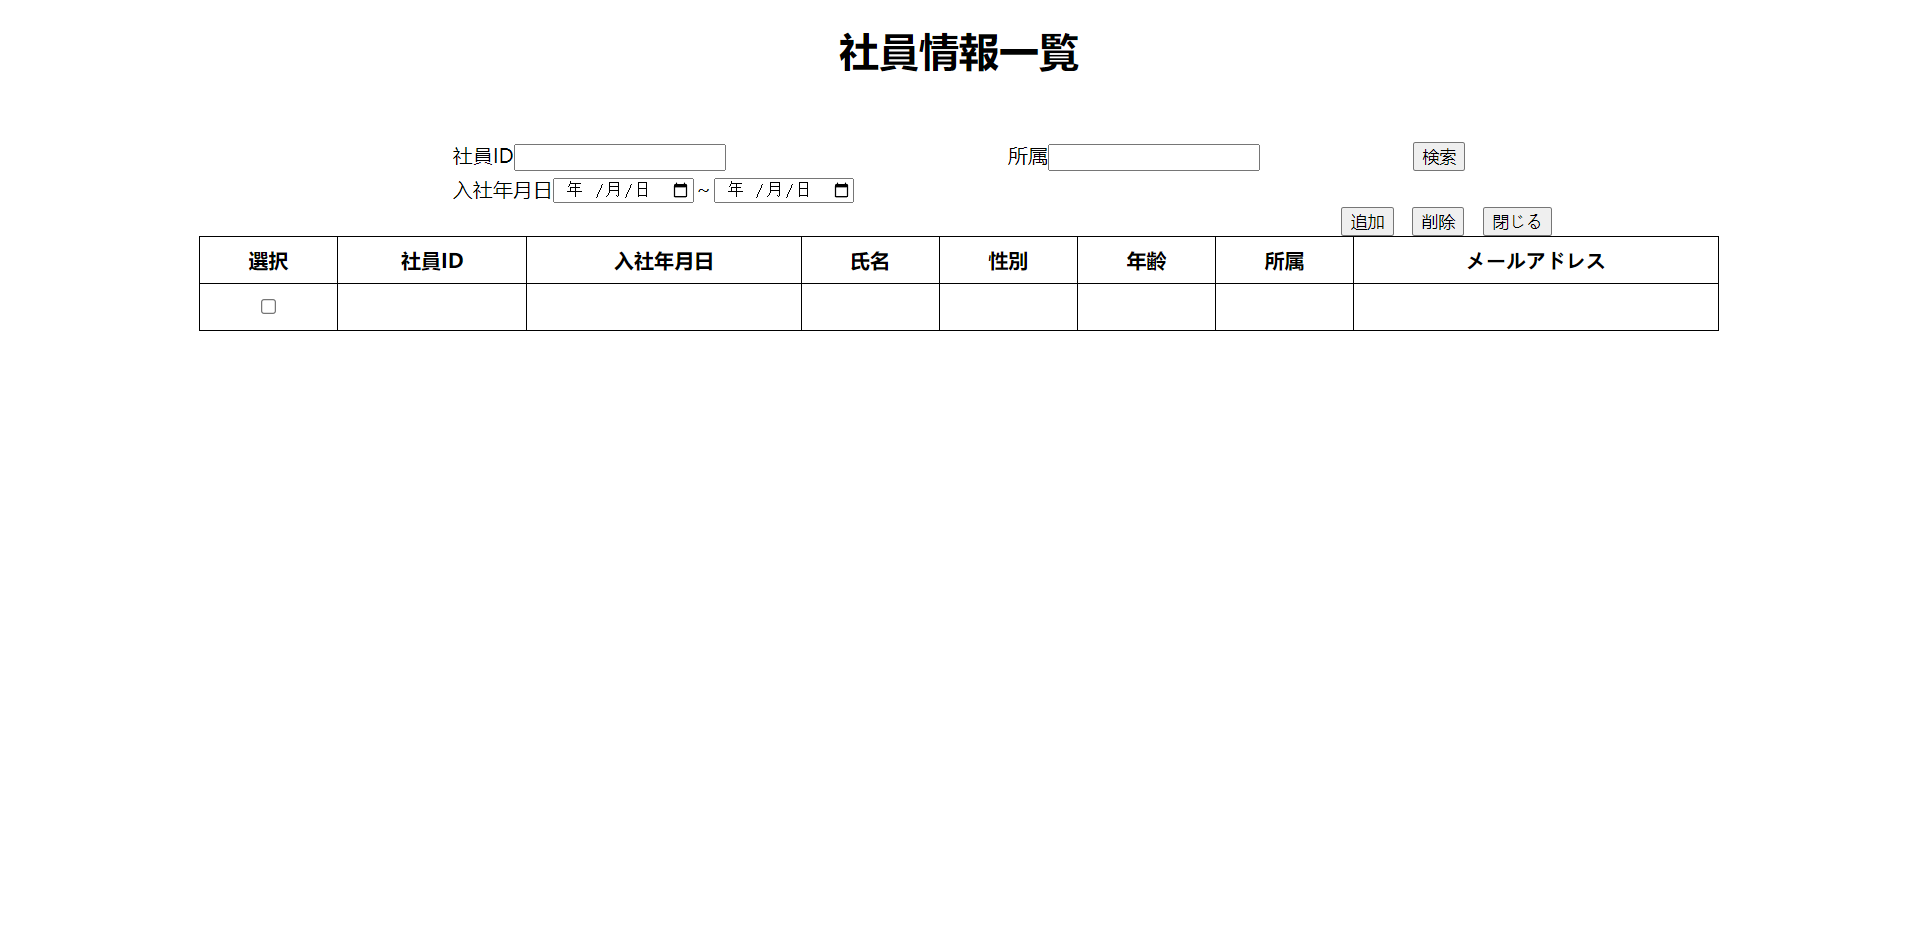 社員情報一覧
社員ID 所属 検索
入社年月日 年 /月/日 ~ 年 /月/日
追加 削除 閉じる
選択 社員ID 入社年月日 氏名 性別 年齢 所属 メールアドレス